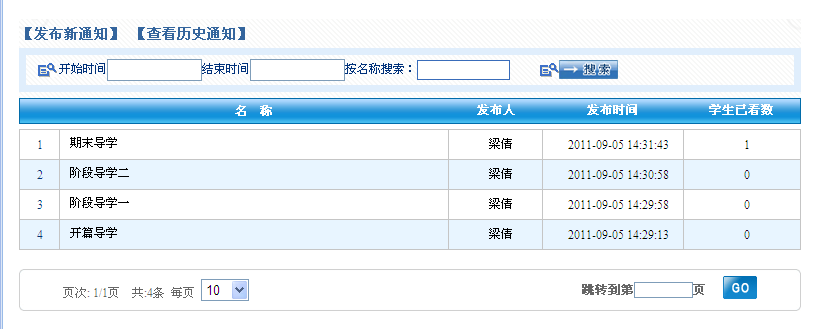 【发布新通知】 【查看历史通知】
开始时间 结束时间 按名称搜索： 搜索
名 称 发布人 发布时间 学生已看数
1 期末导学 梁倩 2011-09-05 14:31:43 1
2 阶段导学二 梁倩 2011-09-05 14:30:58 0
3 阶段导学一 梁倩 2011-09-05 14:29:58 0
4 开篇导学 梁倩 2011-09-05 14:29:13 0
页次: 1/1页 共:4条 每页 10 跳转到第 页 GO